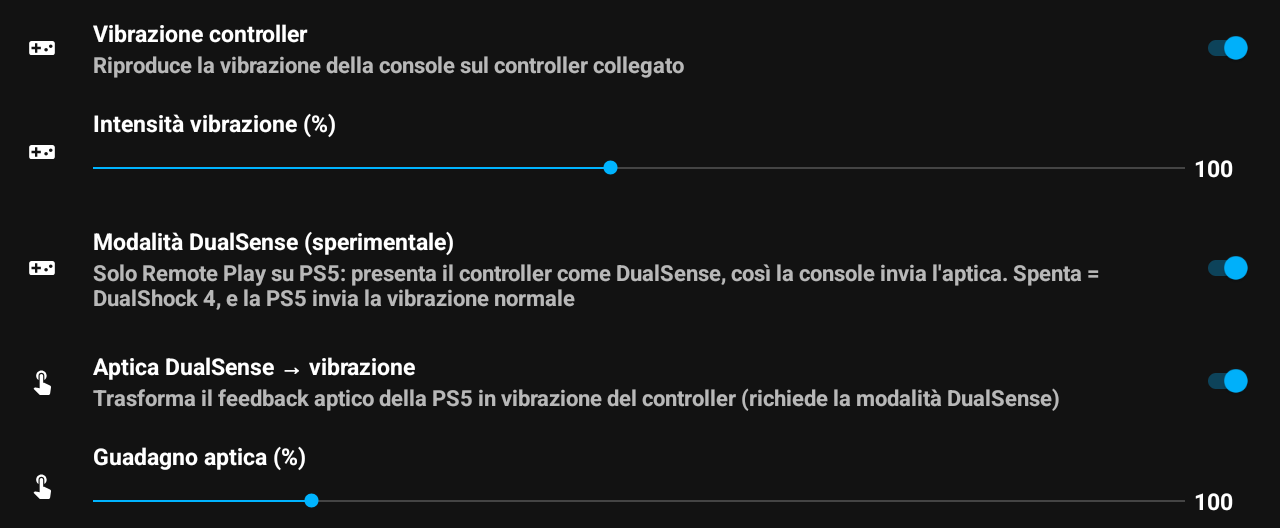 Vibrazione controller
Riproduce la vibrazione della console sul controller collegato
Intensità vibrazione (%)
100
Modalità DualSense (sperimentale)
Solo Remote Play su PS5: presenta il controller come DualSense, così la console invia l'aptica. Spenta =
DualShock 4, e la PS5 invia la vibrazione normale
Aptica DualSense → vibrazione
Trasforma il feedback aptico della PS5 in vibrazione del controller (richiede la modalità DualSense)
Guadagno aptica (%)
100